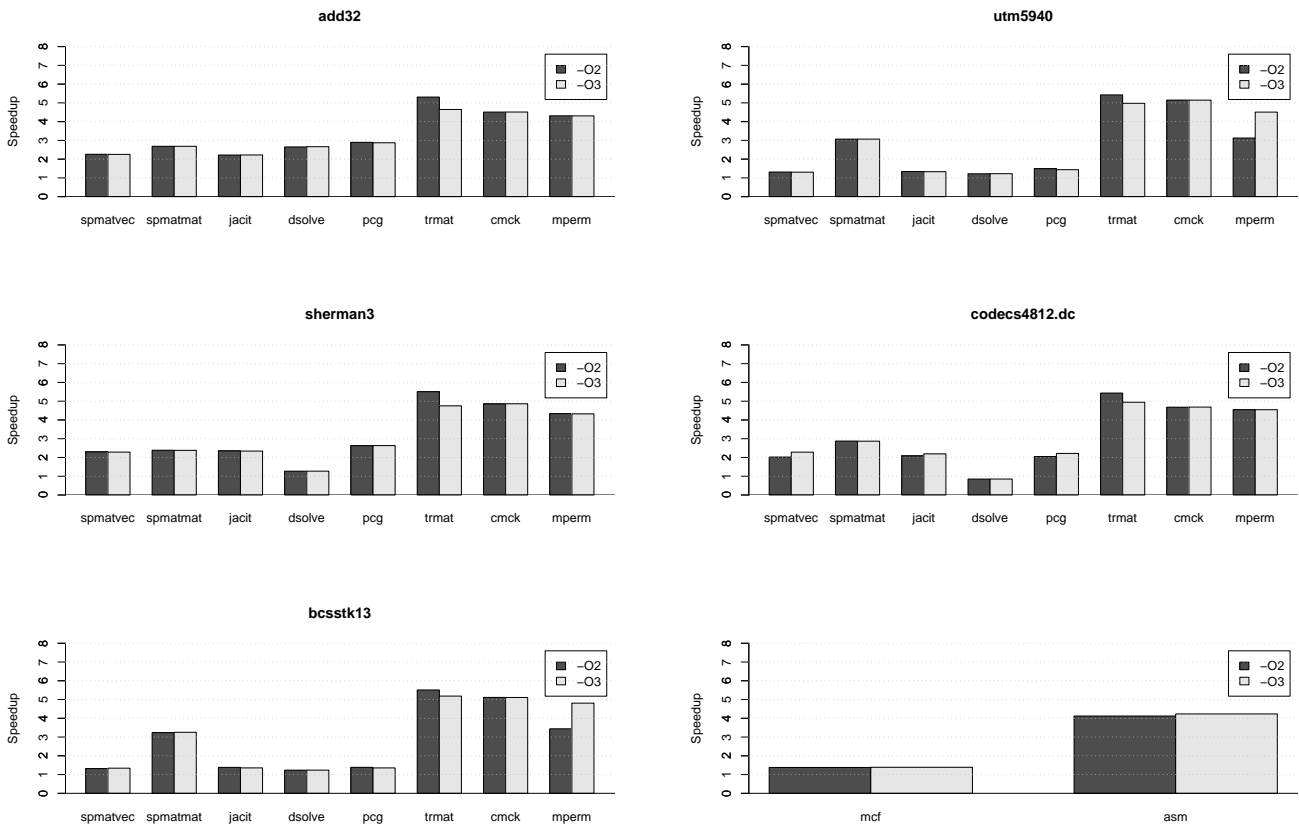 add32
Speedup
0 1 2 3 4 5 6 7 8
–O2
–O3
spmatvec spmatmat jacit dsolve pcg trmat cmck mperm
utm5940
Speedup
0 1 2 3 4 5 6 7 8
–O2
–O3
spmatvec spmatmat jacit dsolve pcg trmat cmck mperm
sherman3
Speedup
0 1 2 3 4 5 6 7 8
–O2
–O3
spmatvec spmatmat jacit dsolve pcg trmat cmck mperm
codecs4812.dc
Speedup
0 1 2 3 4 5 6 7 8
–O2
–O3
spmatvec spmatmat jacit dsolve pcg trmat cmck mperm
bcsstk13
Speedup
0 1 2 3 4 5 6 7 8
–O2
–O3
spmatvec spmatmat jacit dsolve pcg trmat cmck mperm
Speedup
0 1 2 3 4 5 6 7 8
–O2
–O3
mcf asm